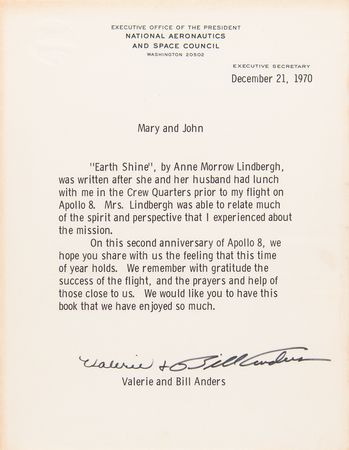 EXECUTIVE OFFICE OF THE PRESIDENT
NATIONAL AERONAUTICS
AND SPACE COUNCIL
WASHINGTON 20502
EXECUTIVE SECRETARY
December 21, 1970
Mary and John
"Earth Shine", by Anne Morrow Lindbergh,
was written after she and her husband had lunch
with me in the Crew Quarters prior to my flight on
Apollo 8. Mrs. Lindbergh was able to relate much
of the spirit and perspective that I experienced about
the mission.
On this second anniversary of Apollo 8, we
hope you share with us the feeling that this time
of year holds. We remember with gratitude the
success of the flight, and the prayers and help of
those close to us. We would like you to have this
book that we have enjoyed so much.
Valerie & Bill Anders
Valerie and Bill Anders